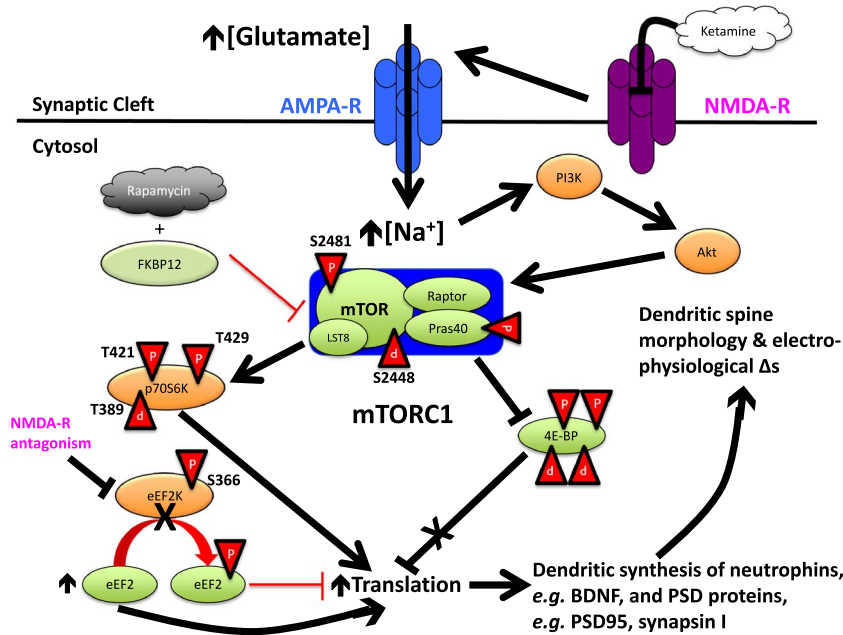 ↑[Glutamate]
Ketamine
Synaptic Cleft
AMPA-R
NMDA-R
Cytosol
Rapamycin
+
FKBP12
PI3K
↑[Na⁺]
Akt
S2481
P
mTOR
Raptor
Pras40
P
LST8
P
S2448
mTORC1
Dendritic spine
morphology & electro-
physiological Δs
T421
P
T429
P
p70S6K
T389
P
NMDA-R
antagonism
P
P
4E-BP
P
P
P
S366
eEF2K
X
↑
eEF2
eEF2
P
↑Translation
Dendritic synthesis of neutrophins,
e.g. BDNF, and PSD proteins,
e.g. PSD95, synapsin I